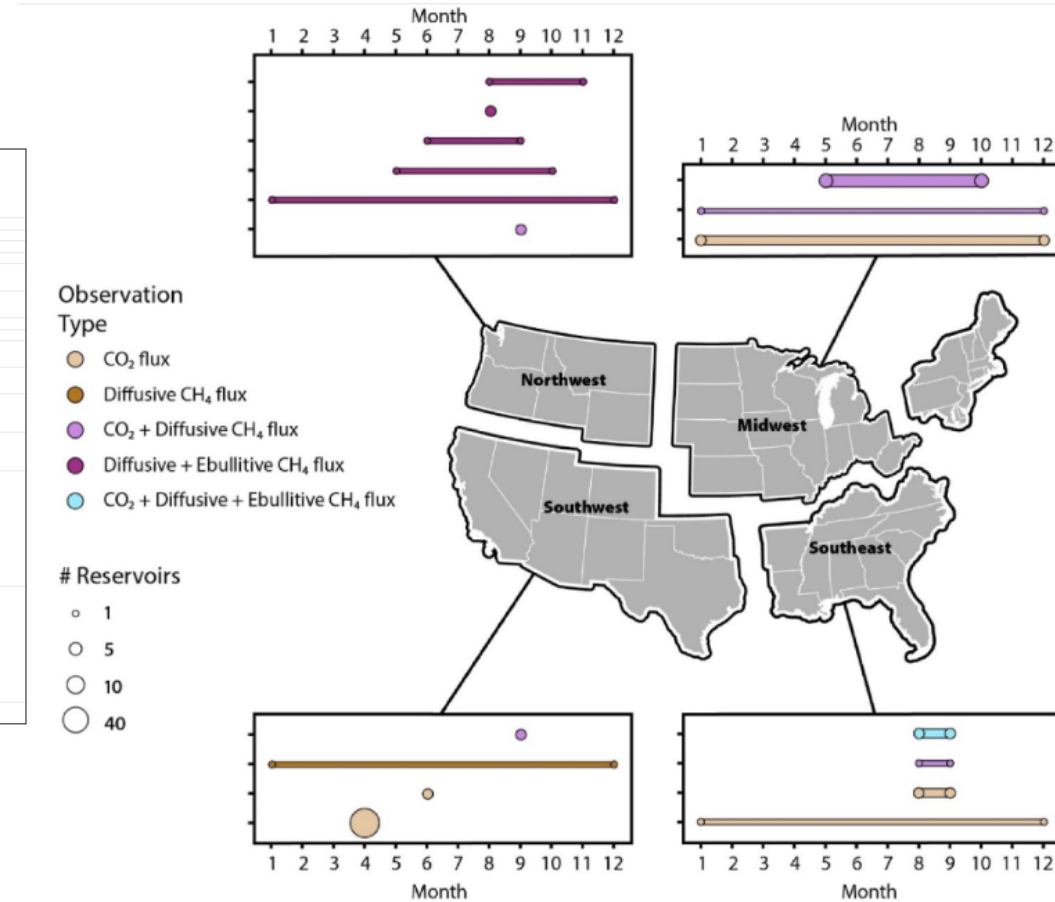 Month
1 2 3 4 5 6 7 8 9 10 11 12
Month
1 2 3 4 5 6 7 8 9 10 11 12
Observation
Type
CO₂ flux
Diffusive CH₄ flux
CO₂ + Diffusive CH₄ flux
Diffusive + Ebullitive CH₄ flux
CO₂ + Diffusive + Ebullitive CH₄ flux
# Reservoirs
1
5
10
40
Northwest
Midwest
Southwest
Southeast
1 2 3 4 5 6 7 8 9 10 11 12
Month
1 2 3 4 5 6 7 8 9 10 11 12
Month